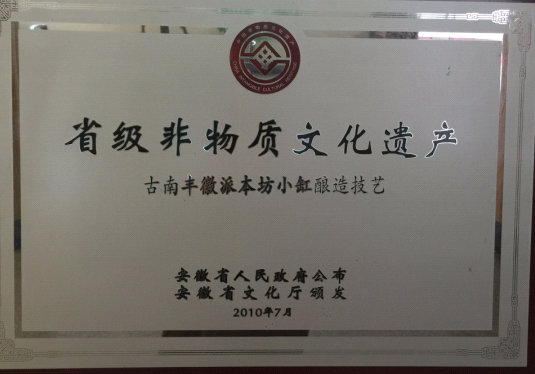 省级非物质文化遗产
古南丰徽派本坊小缸酿造技艺
安徽省人民政府公布
安徽省文化厅颁发
2010年7月